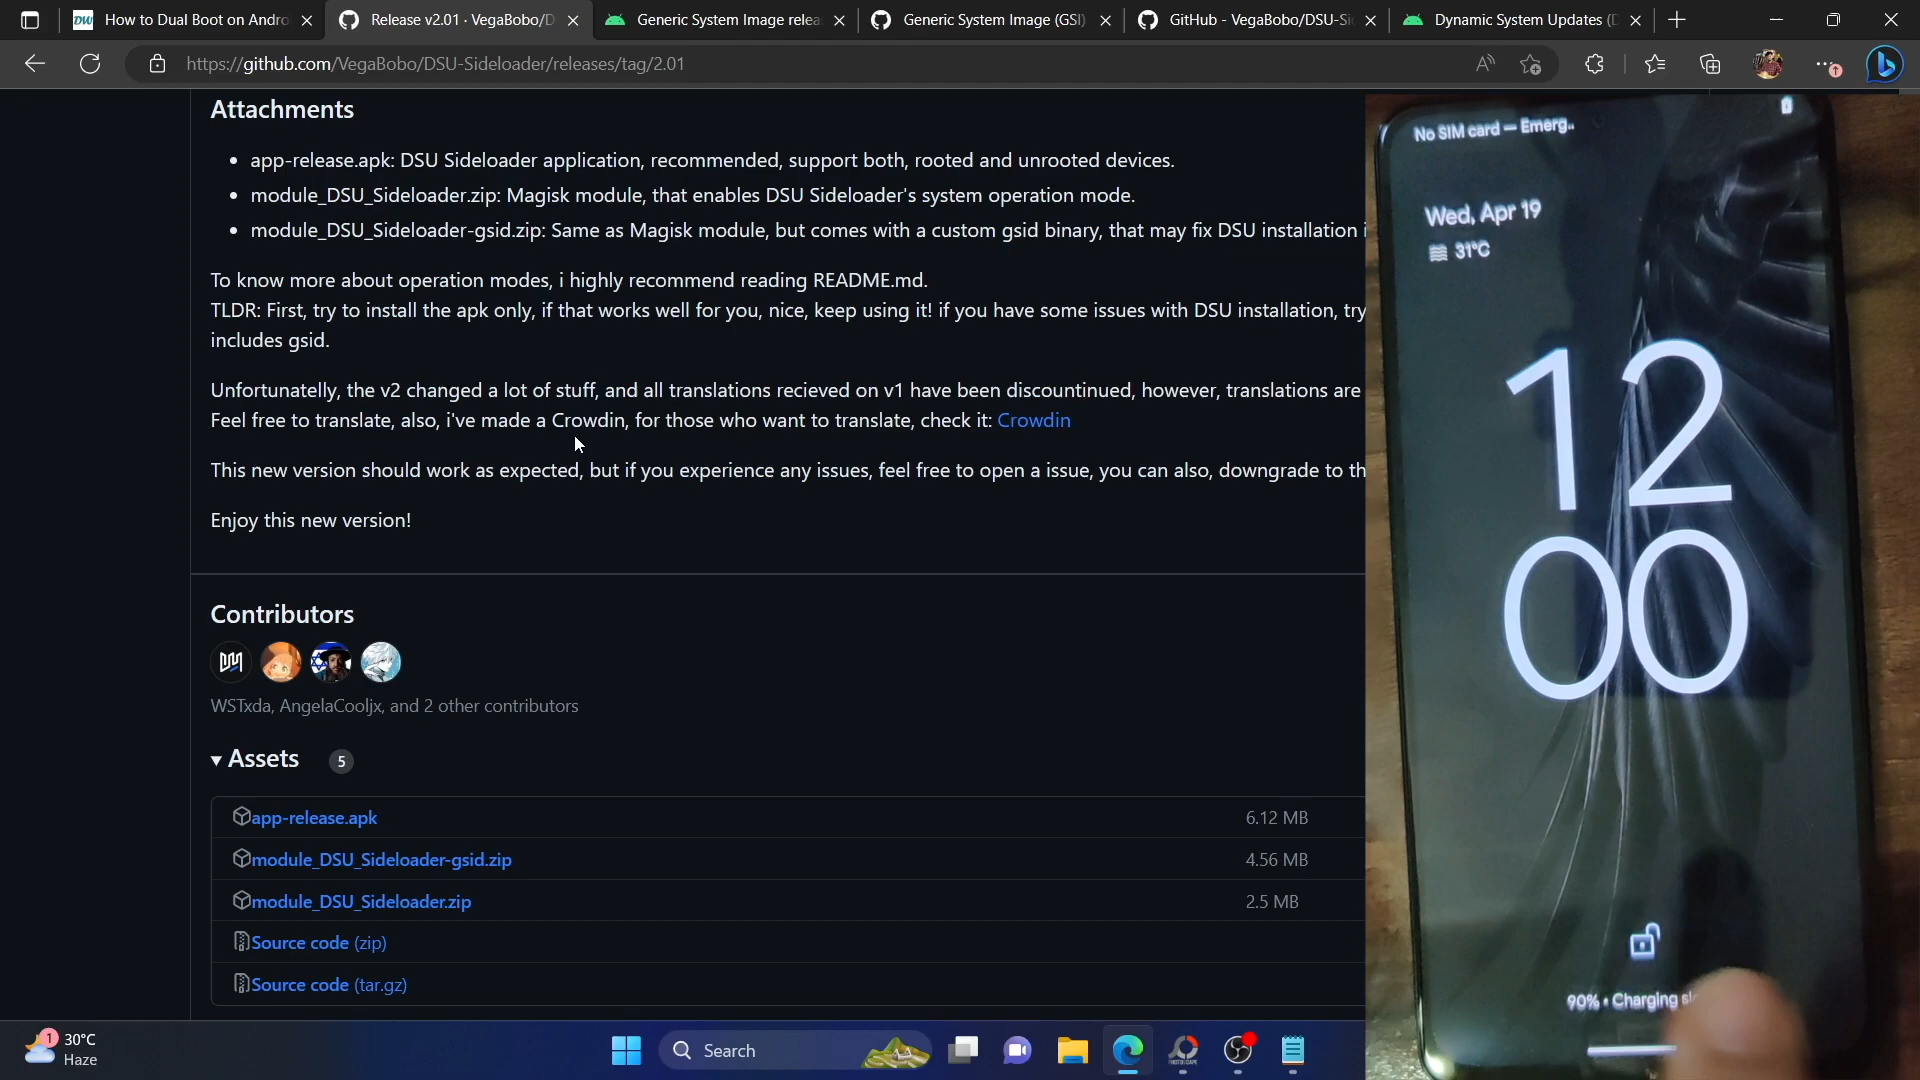 How to Dual Boot on Andro
Release v2.01 · VegaBobo/D
Generic System Image relea
Generic System Image (GSI)
GitHub - VegaBobo/DSU-Si
Dynamic System Updates (D
https://github.com/VegaBobo/DSU-Sideloader/releases/tag/2.01
Attachments
app-release.apk: DSU Sideloader application, recommended, support both, rooted and unrooted devices.
module_DSU_Sideloader.zip: Magisk module, that enables DSU Sideloader's system operation mode.
module_DSU_Sideloader-gsid.zip: Same as Magisk module, but comes with a custom gsid binary, that may fix DSU installation i
To know more about operation modes, i highly recommend reading README.md.
TLDR: First, try to install the apk only, if that works well for you, nice, keep using it! if you have some issues with DSU installation, try
includes gsid.
Unfortunatelly, the v2 changed a lot of stuff, and all translations recieved on v1 have been discountinued, however, translations are
Feel free to translate, also, i've made a Crowdin, for those who want to translate, check it: Crowdin
This new version should work as expected, but if you experience any issues, feel free to open a issue, you can also, downgrade to th
Enjoy this new version!
Contributors
WSTxda, AngelaCooljx, and 2 other contributors
Assets 5
app-release.apk 6.12 MB
module_DSU_Sideloader-gsid.zip 4.56 MB
module_DSU_Sideloader.zip 2.5 MB
Source code (zip)
Source code (tar.gz)
No SIM card — Emerg..
Wed, Apr 19
31°C
12
00
90% • Charging sl
1
30°C
Haze
Search